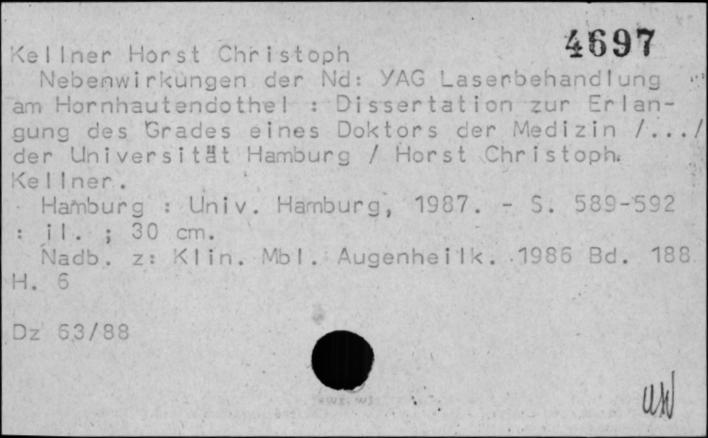 4697
Kellner Horst Christoph
Nebenwirkungen der Nd: YAG Laserbehandlung
am Hornhautendothel : Dissertation zur Erlan-
gung des Grades eines Doktors der Medizin /.../
der Universität Hamburg / Horst Christoph
Kellner.
Hamburg : Univ. Hamburg, 1987. - S. 589-592
: il. ; 30 cm.
Nadb. z: Klin. Mbl. Augenheilk. 1986 Bd. 188
H. 6
Dz 63/88